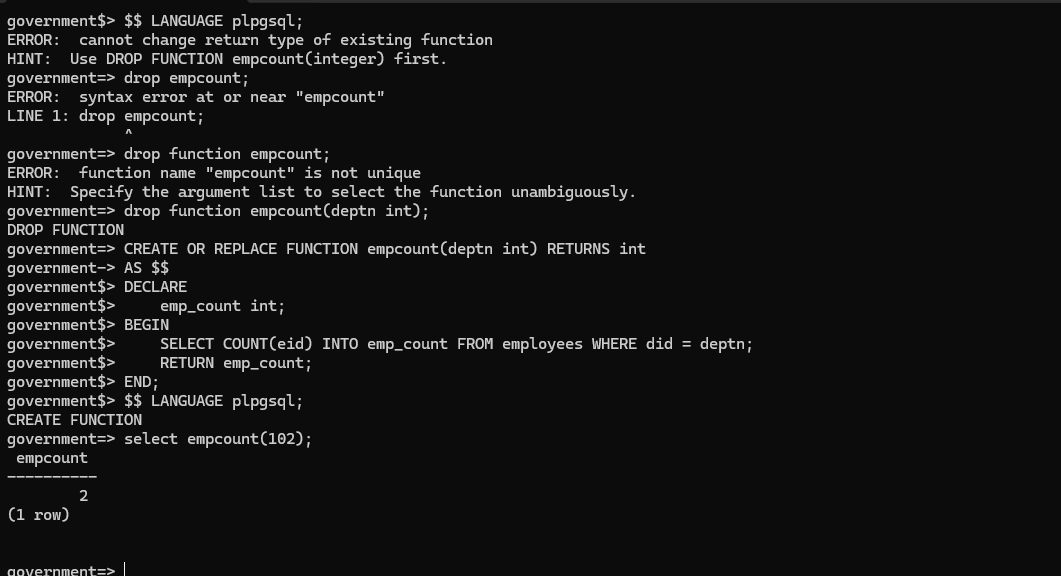 government$> $$ LANGUAGE plpgsql;
ERROR:  cannot change return type of existing function
HINT:  Use DROP FUNCTION empcount(integer) first.
government=> drop empcount;
ERROR:  syntax error at or near "empcount"
LINE 1: drop empcount;
             ^
government=> drop function empcount;
ERROR:  function name "empcount" is not unique
HINT:  Specify the argument list to select the function unambiguously.
government=> drop function empcount(deptn int);
DROP FUNCTION
government=> CREATE OR REPLACE FUNCTION empcount(deptn int) RETURNS int
government-> AS $$
government$> DECLARE
government$>     emp_count int;
government$> BEGIN
government$>     SELECT COUNT(eid) INTO emp_count FROM employees WHERE did = deptn;
government$>     RETURN emp_count;
government$> END;
government$> $$ LANGUAGE plpgsql;
CREATE FUNCTION
government=> select empcount(102);
 empcount
----------
        2
(1 row)
government=>